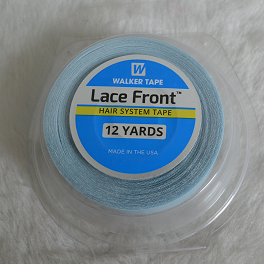 W
WALKER TAPE
Lace Front™
HAIR SYSTEM TAPE
12 YARDS
MADE IN THE USA